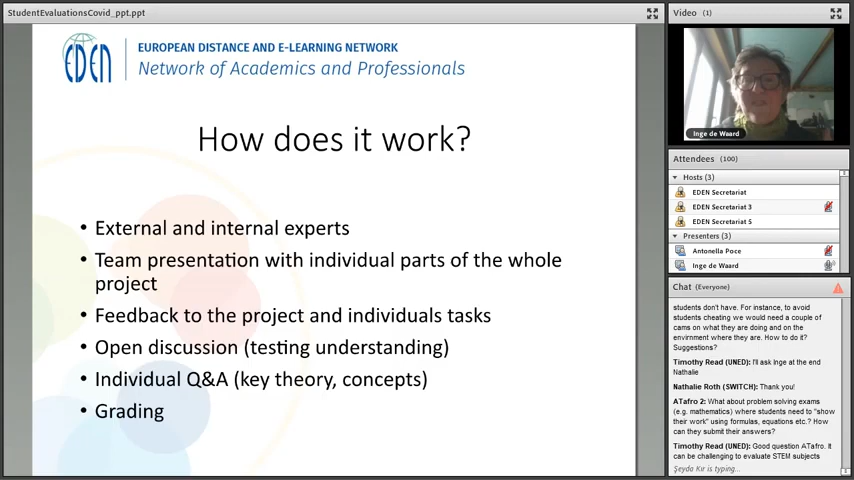 StudentEvaluationsCovid_ppt.ppt
EDEN
EUROPEAN DISTANCE AND E-LEARNING NETWORK
Network of Academics and Professionals
How does it work?
• External and internal experts
• Team presentation with individual parts of the whole
project
• Feedback to the project and individuals tasks
• Open discussion (testing understanding)
• Individual Q&A (key theory, concepts)
• Grading
Video (1)
Inge de Waard
Attendees (100)
Hosts (3)
EDEN Secretariat
EDEN Secretariat 3
EDEN Secretariat 5
Presenters (3)
Antonella Poce
Inge de Waard
Chat (Everyone)
students don't have. For instance, to avoid
students cheating we would need a couple of
cams on what they are doing and on the
envirnment where they are. How to do it?
Suggestions?
Timothy Read (UNED): I'll ask Inge at the end
Nathalie
Nathalie Roth (SWITCH): Thank you!
ATafro 2: What about problem solving exams
(e.g. mathematics) where students need to "show
their work" using formulas, equations etc.? How
can they submit their answers?
Timothy Read (UNED): Good question ATafro. It
can be challenging to evaluate STEM subjects
Şeyda Kır is typing...